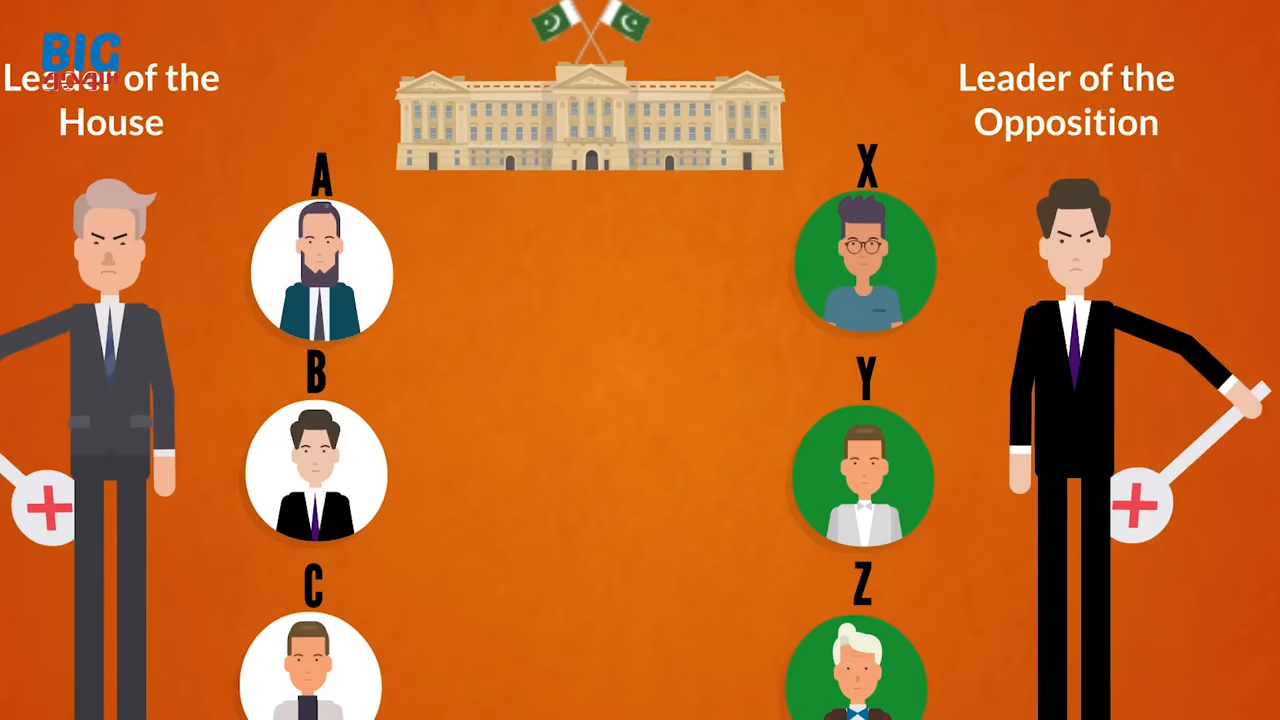 BIG
Leader of the
House
Leader of the
Opposition
A
X
B
Y
C
Z